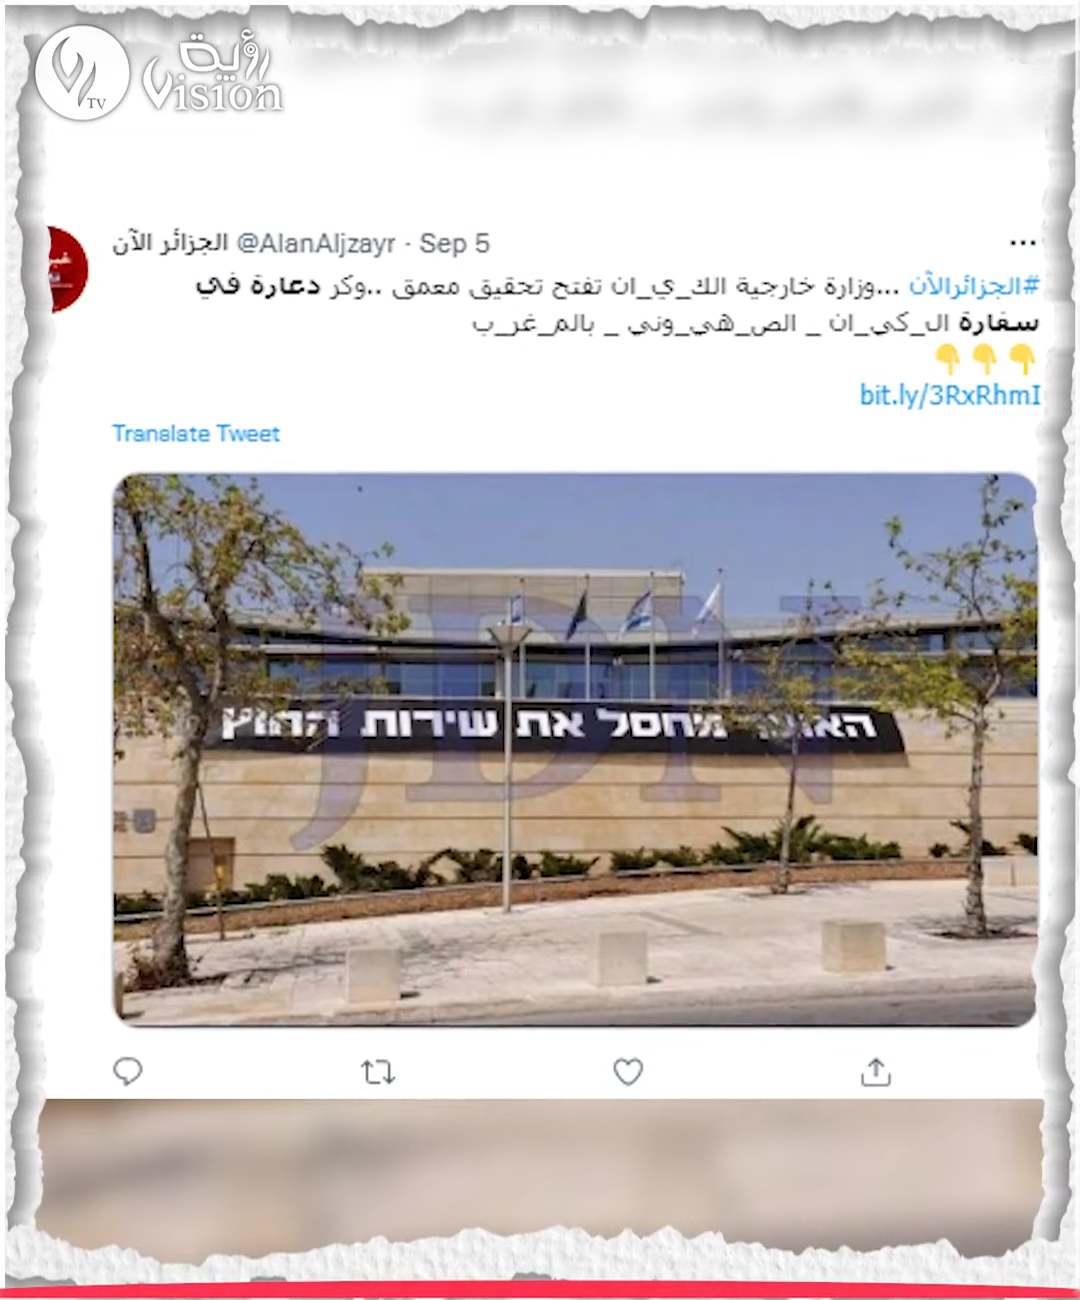 رؤية
Vision
TV
الجزائر الآن @AlanAljzayr · Sep 5
#الجزائرالآن ...وزارة خارجية الك_ي_ان تفتح تحقيق معمق ..وكر دعارة في
سفارة ال_كي_ان _ الص_هي_وني _ بالم_غر_ب
👇👇👇
bit.ly/3RxRhmI
Translate Tweet
מחסל את שירות החוץ
JDN